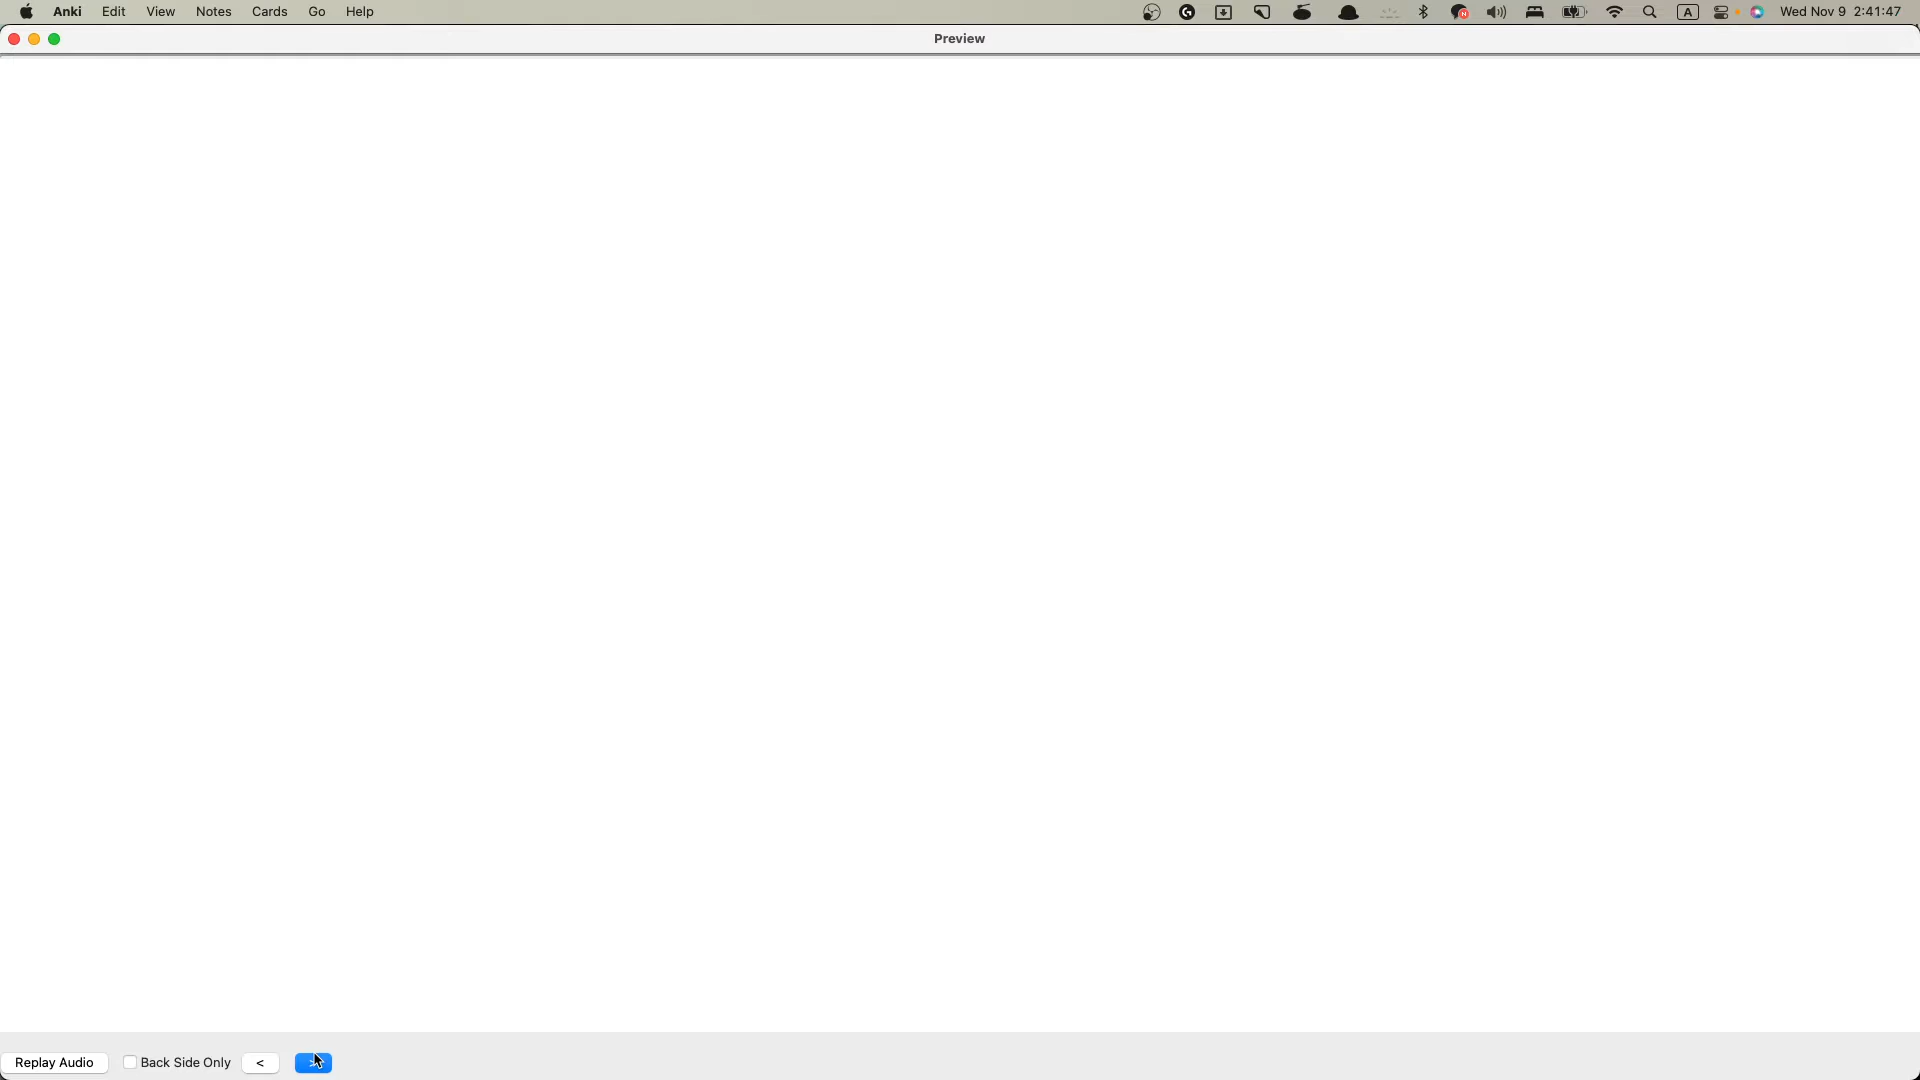 Anki Edit View Notes Cards Go Help A Wed Nov 9 2:41:47
Preview
Replay Audio Back Side Only <